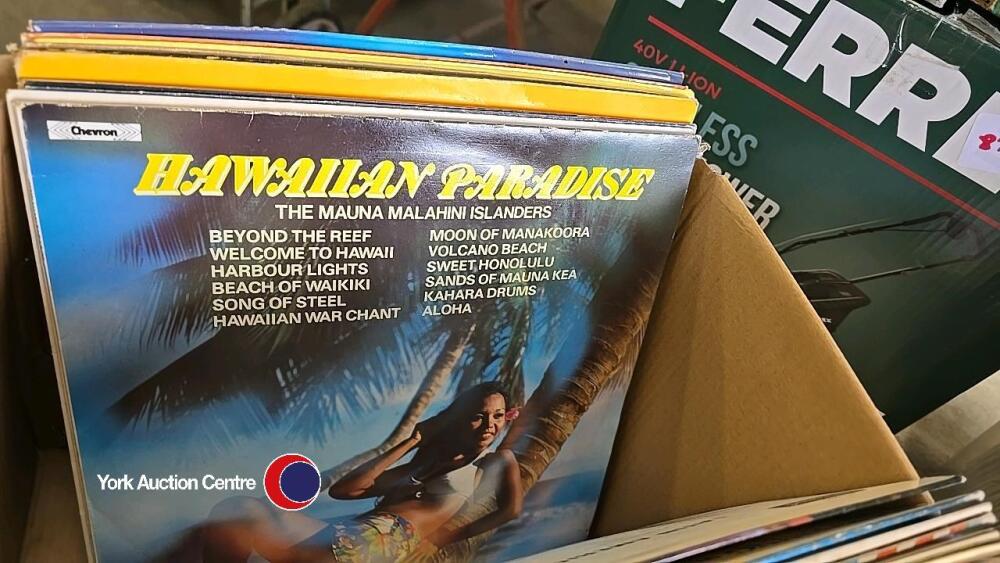 Chevron
HAWAIIAN PARADISE
THE MAUNA MALAHINI ISLANDERS
BEYOND THE REEF
WELCOME TO HAWAII
HARBOUR LIGHTS
BEACH OF WAIKIKI
SONG OF STEEL
HAWAIIAN WAR CHANT
MOON OF MANAKOORA
VOLCANO BEACH
SWEET HONOLULU
SANDS OF MAUNA KEA
KAHARA DRUMS
ALOHA
York Auction Centre
FERR
40V LI-ION
LESS